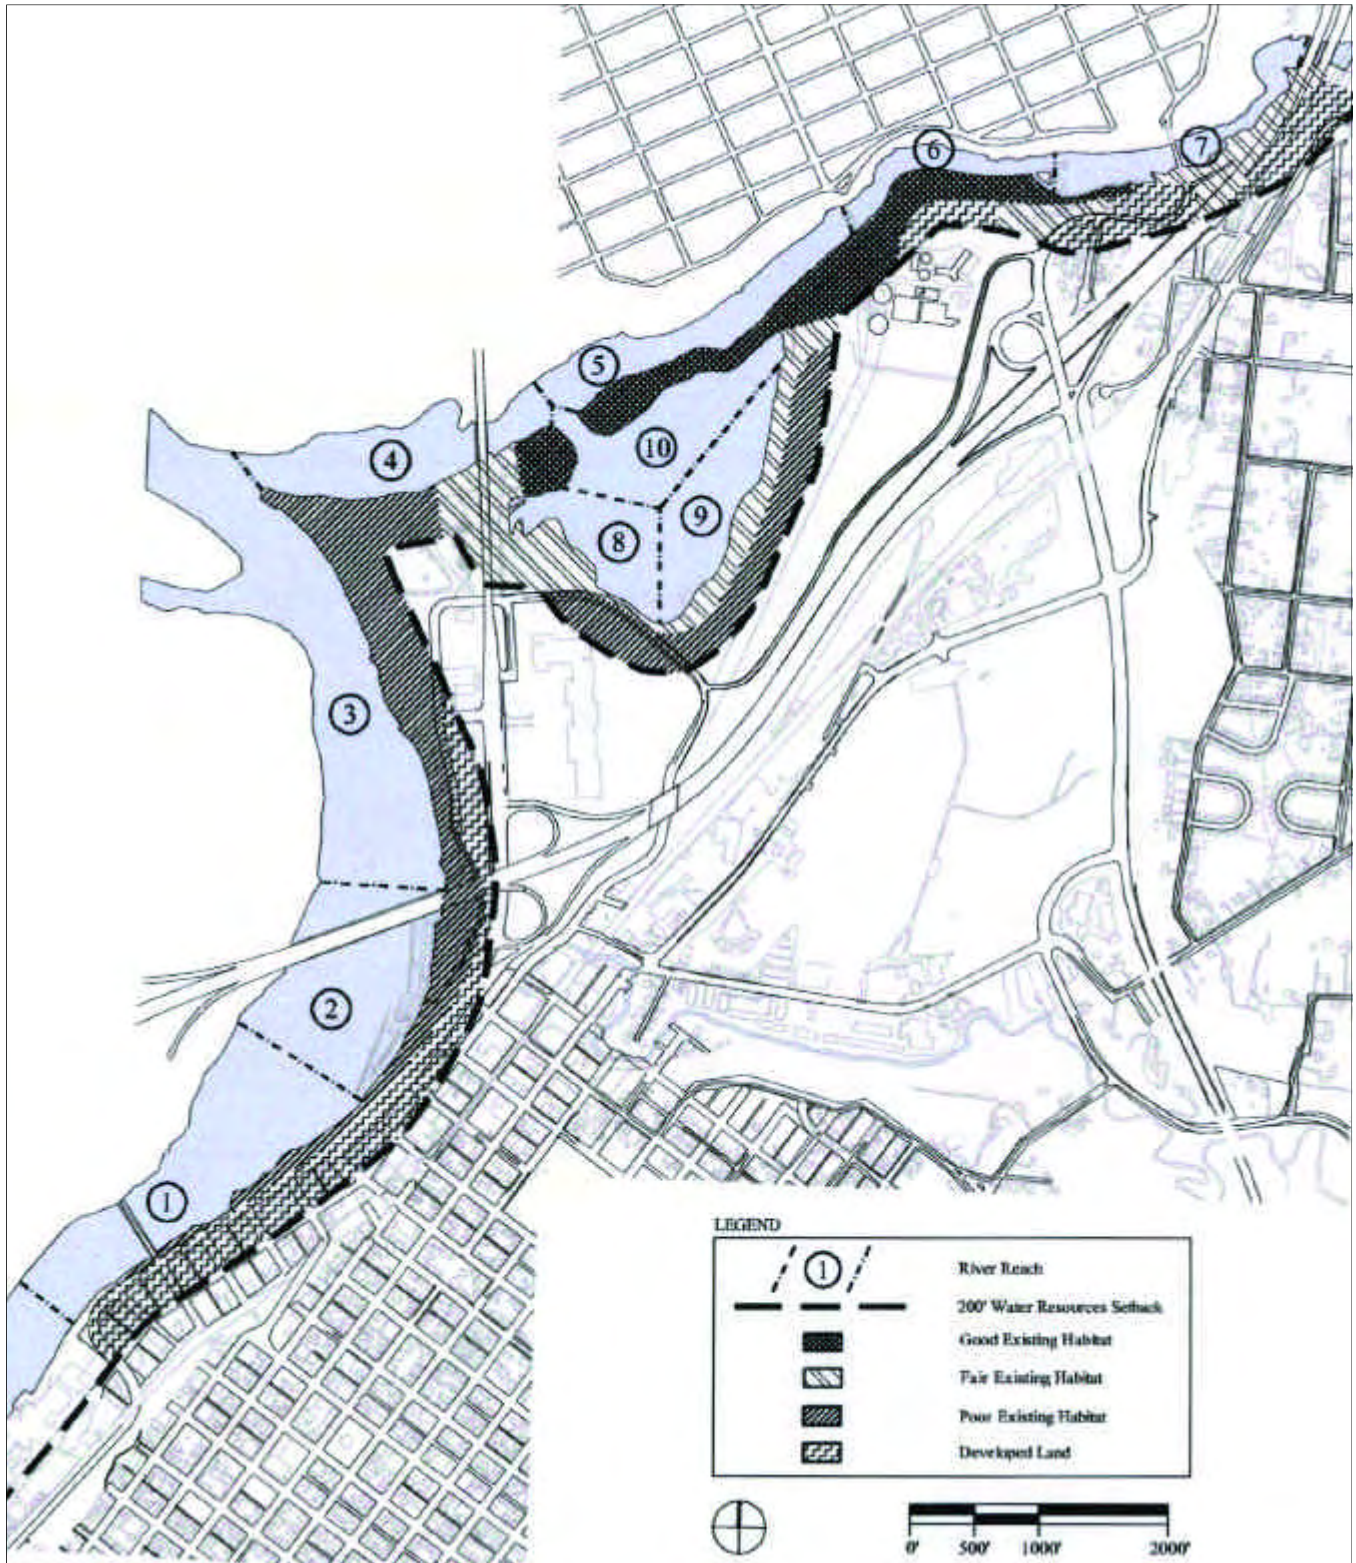 6
7
5
4
10
9
8
3
2
1
LEGEND
1
River Reach
200' Water Resources Setback
Good Existing Habitat
Fair Existing Habitat
Poor Existing Habitat
Developed Land
0' 500' 1000' 2000'